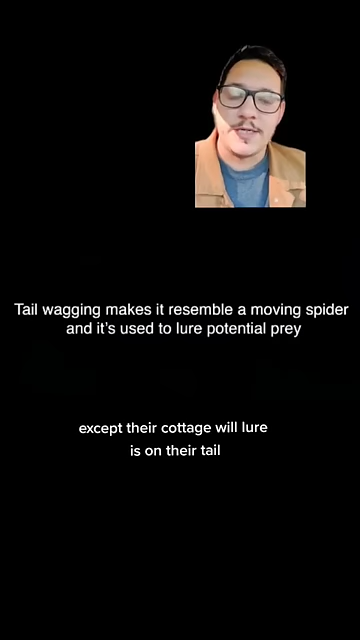 Tail wagging makes it resemble a moving spider
and it's used to lure potential prey
except their cottage will lure
is on their tail